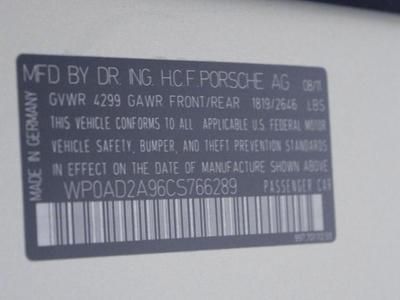 MFD BY DR. ING. H.C.F. PORSCHE AG 08/11
GVWR 4299 GAWR FRONT/REAR 1819/2646 LBS
THIS VEHICLE CONFORMS TO ALL APPLICABLE U.S. FEDERAL MOTOR
VEHICLE SAFETY, BUMPER, AND THEFT PREVENTION STANDARDS
IN EFFECT ON THE DATE OF MANUFACTURE SHOWN ABOVE.
WP0AD2A96CS766289 PASSENGER CAR
MADE IN GERMANY